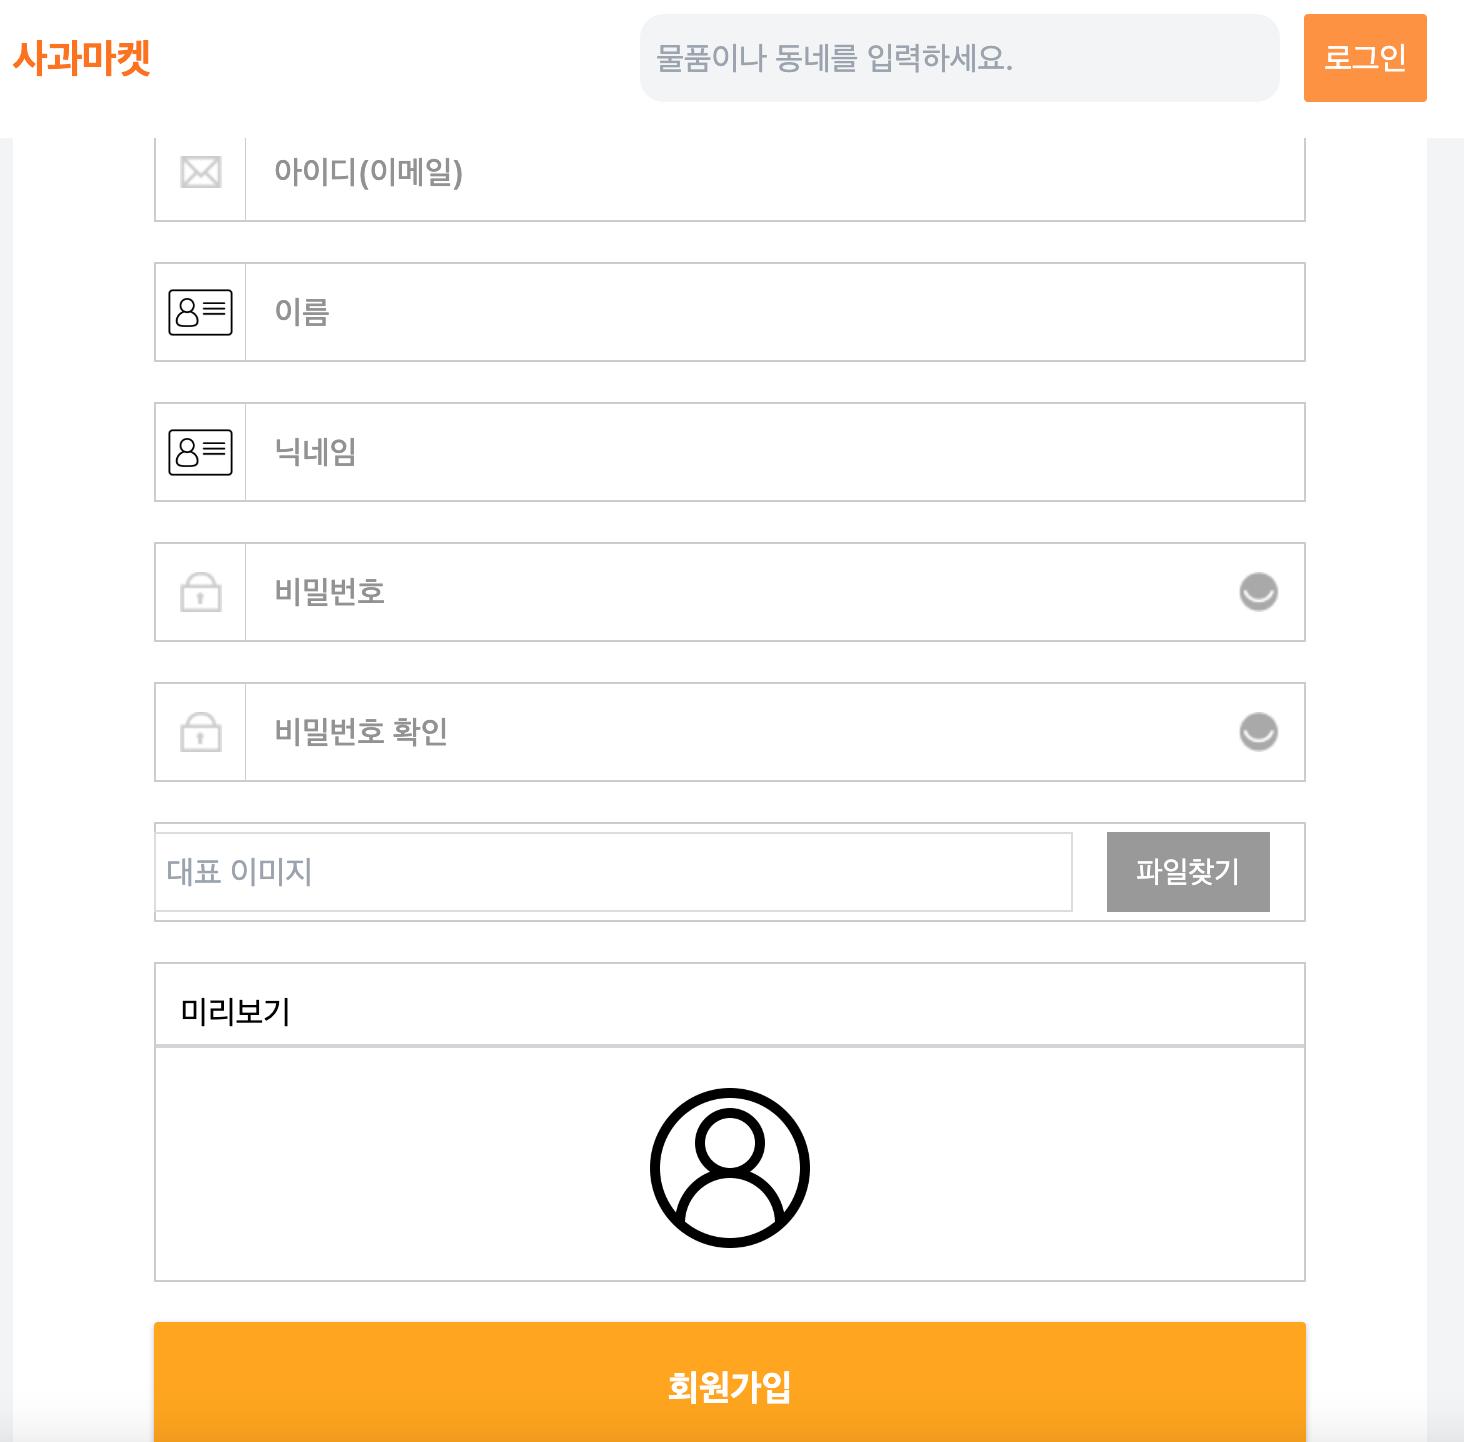 사과마켓
물품이나 동네를 입력하세요.
로그인
아이디(이메일)
이름
닉네임
비밀번호
비밀번호 확인
대표 이미지
파일찾기
미리보기
회원가입